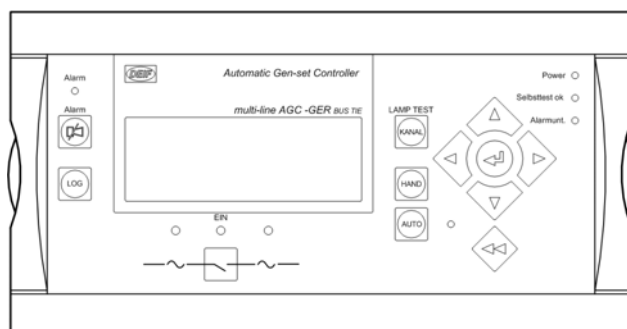 Alarm
Alarm
LOG
DEIF
Automatic Gen-set Controller
multi-line AGC -GER BUS TIE
EIN
LAMP TEST
KANAL
HAND
AUTO
Power
Selbsttest ok
Alarmunt.